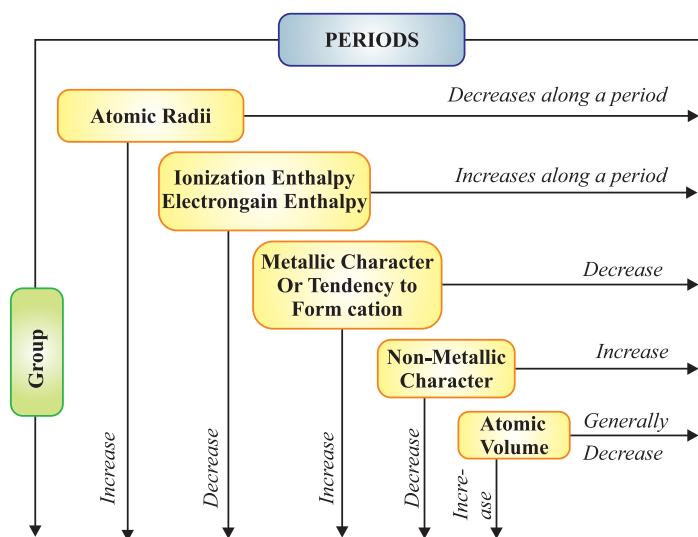 PERIODS
Decreases along a period
Atomic Radii
Ionization Enthalpy
Electrongain Enthalpy
Increases along a period
Metallic Character
Or Tendency to
Form cation
Decrease
Group
Non-Metallic
Character
Increase
Atomic
Volume
Generally
Decrease
Increase
Decrease
Increase
Decrease
Incre-
ase